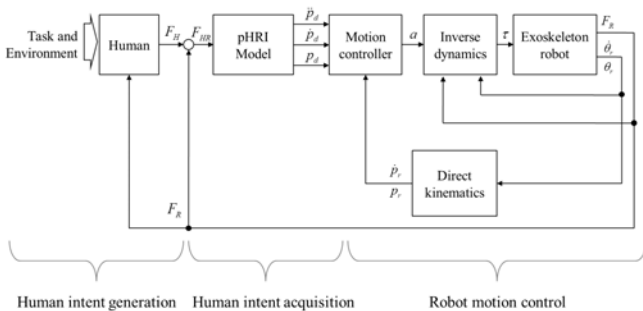 Task and
Environment
Human
F_H
F_HR
pHRI
Model
p̈_d
ṗ_d
p_d
Motion
controller
a
Inverse
dynamics
τ
Exoskeleton
robot
F_R
θ̇_r
θ_r
ṗ_r
p_r
Direct
kinematics
F_R
Human intent generation
Human intent acquisition
Robot motion control